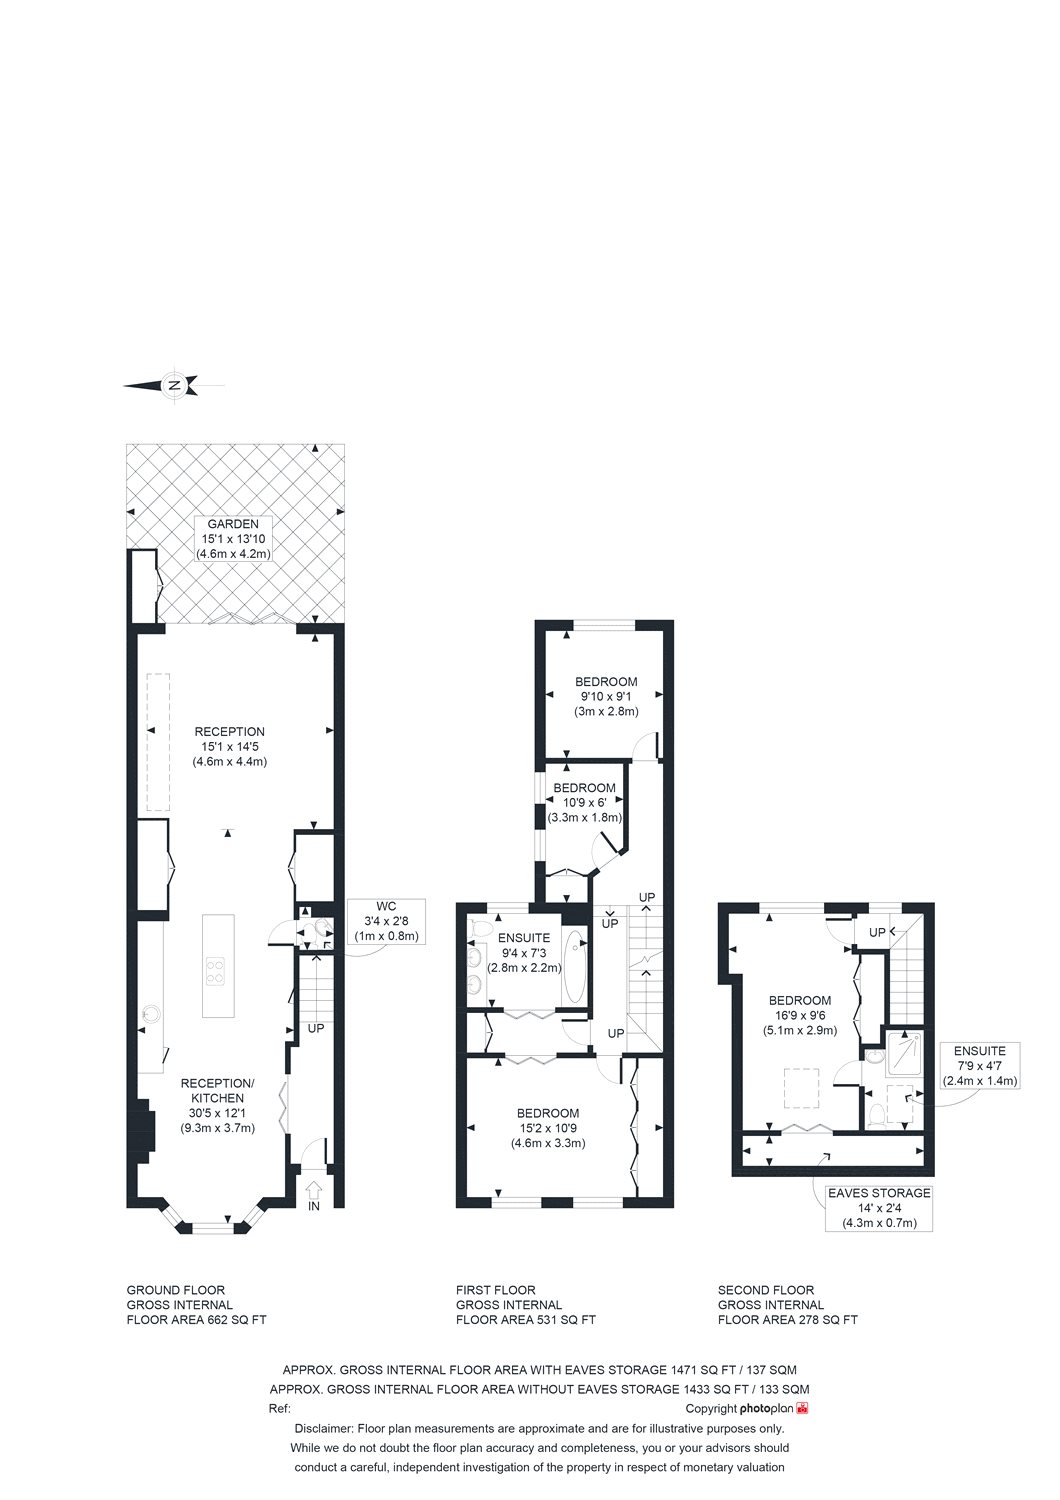 N
GARDEN
15'1 x 13'10
(4.6m x 4.2m)
RECEPTION
15'1 x 14'5
(4.6m x 4.4m)
WC
3'4 x 2'8
(1m x 0.8m)
UP
RECEPTION/
KITCHEN
30'5 x 12'1
(9.3m x 3.7m)
IN
BEDROOM
9'10 x 9'1
(3m x 2.8m)
BEDROOM
10'9 x 6'
(3.3m x 1.8m)
UP
UP
ENSUITE
9'4 x 7'3
(2.8m x 2.2m)
UP
BEDROOM
15'2 x 10'9
(4.6m x 3.3m)
UP
BEDROOM
16'9 x 9'6
(5.1m x 2.9m)
ENSUITE
7'9 x 4'7
(2.4m x 1.4m)
EAVES STORAGE
14' x 2'4
(4.3m x 0.7m)
GROUND FLOOR
GROSS INTERNAL
FLOOR AREA 662 SQ FT
FIRST FLOOR
GROSS INTERNAL
FLOOR AREA 531 SQ FT
SECOND FLOOR
GROSS INTERNAL
FLOOR AREA 278 SQ FT
APPROX. GROSS INTERNAL FLOOR AREA WITH EAVES STORAGE 1471 SQ FT / 137 SQM
APPROX. GROSS INTERNAL FLOOR AREA WITHOUT EAVES STORAGE 1433 SQ FT / 133 SQM
Ref: Copyright photoplan
Disclaimer: Floor plan measurements are approximate and are for illustrative purposes only.
While we do not doubt the floor plan accuracy and completeness, you or your advisors should
conduct a careful, independent investigation of the property in respect of monetary valuation